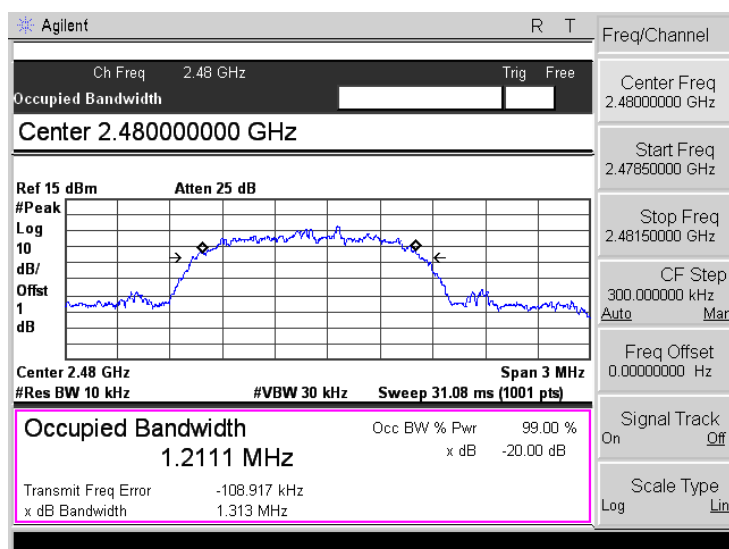 Agilent R T
Ch Freq 2.48 GHz Trig Free
Occupied Bandwidth
Center 2.480000000 GHz
Ref 15 dBm Atten 25 dB
#Peak
Log
10
dB/
Offst
1
dB
Center 2.48 GHz Span 3 MHz
#Res BW 10 kHz #VBW 30 kHz Sweep 31.08 ms (1001 pts)
Occupied Bandwidth
1.2111 MHz
Occ BW % Pwr 99.00 %
x dB -20.00 dB
Transmit Freq Error -108.917 kHz
x dB Bandwidth 1.313 MHz
Freq/Channel
Center Freq
2.48000000 GHz
Start Freq
2.47850000 GHz
Stop Freq
2.48150000 GHz
CF Step
300.000000 kHz
Auto Mar
Freq Offset
0.00000000 Hz
Signal Track
On Off
Scale Type
Log Lin